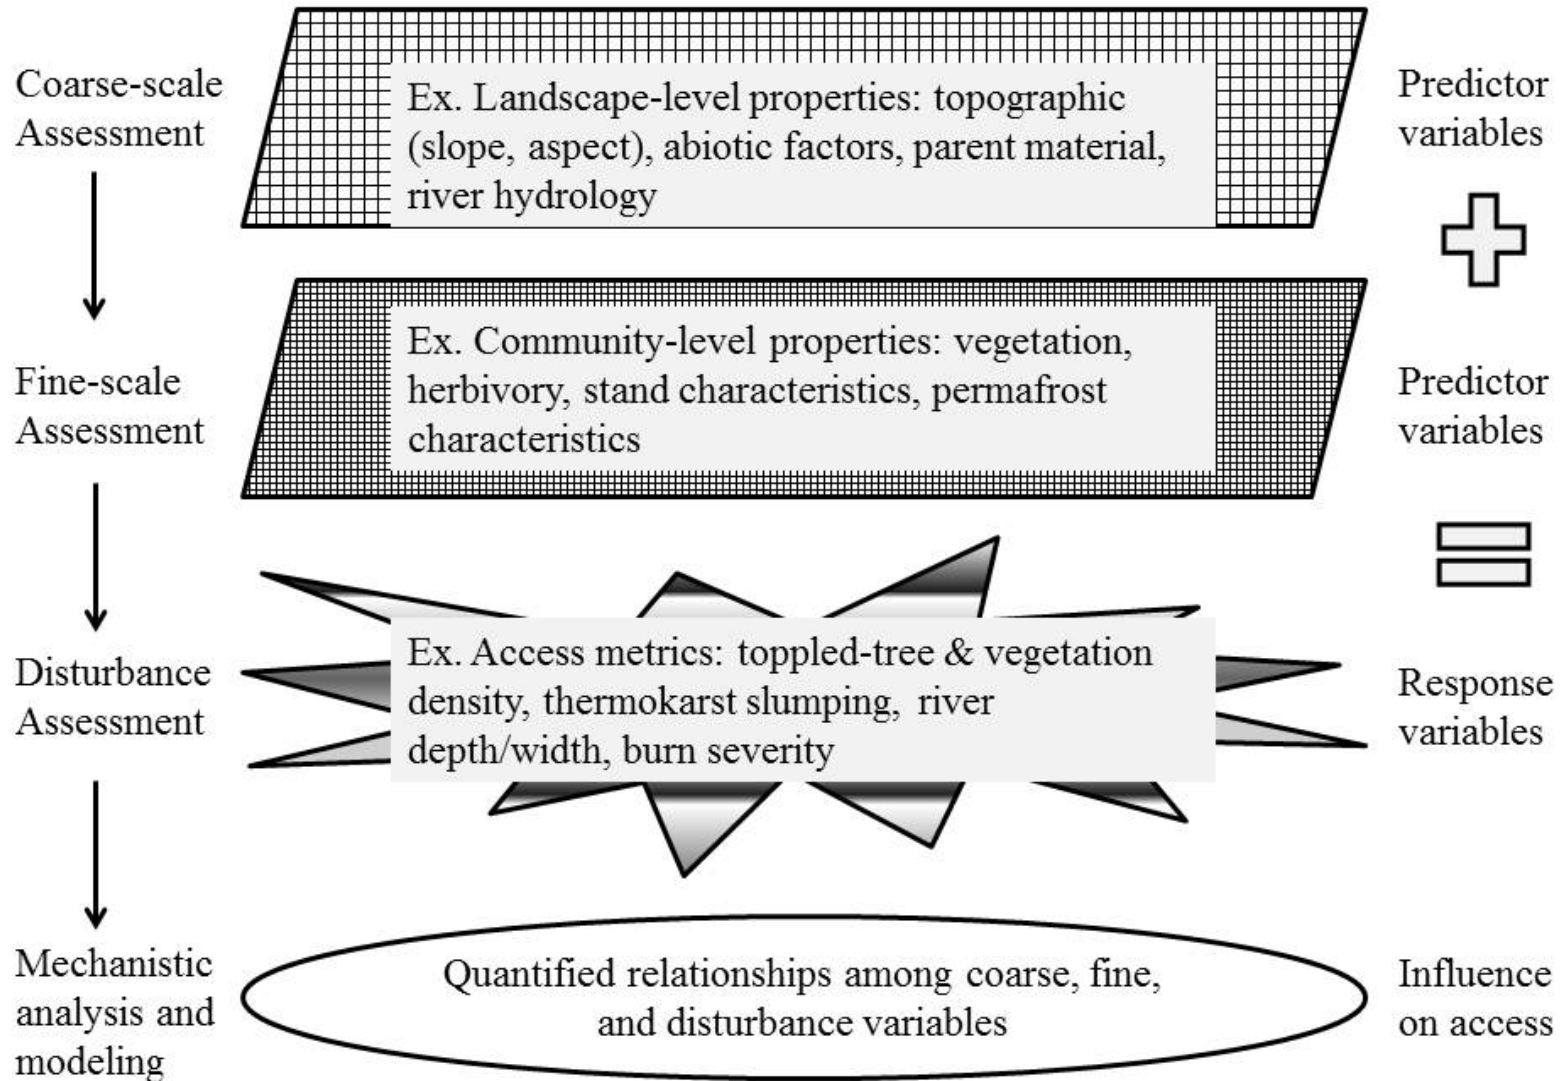 Coarse-scale
Assessment
Ex. Landscape-level properties: topographic
(slope, aspect), abiotic factors, parent material,
river hydrology
Predictor
variables
Fine-scale
Assessment
Ex. Community-level properties: vegetation,
herbivory, stand characteristics, permafrost
characteristics
Predictor
variables
Disturbance
Assessment
Ex. Access metrics: toppled-tree & vegetation
density, thermokarst slumping, river
depth/width, burn severity
Response
variables
Mechanistic
analysis and
modeling
Quantified relationships among coarse, fine,
and disturbance variables
Influence
on access